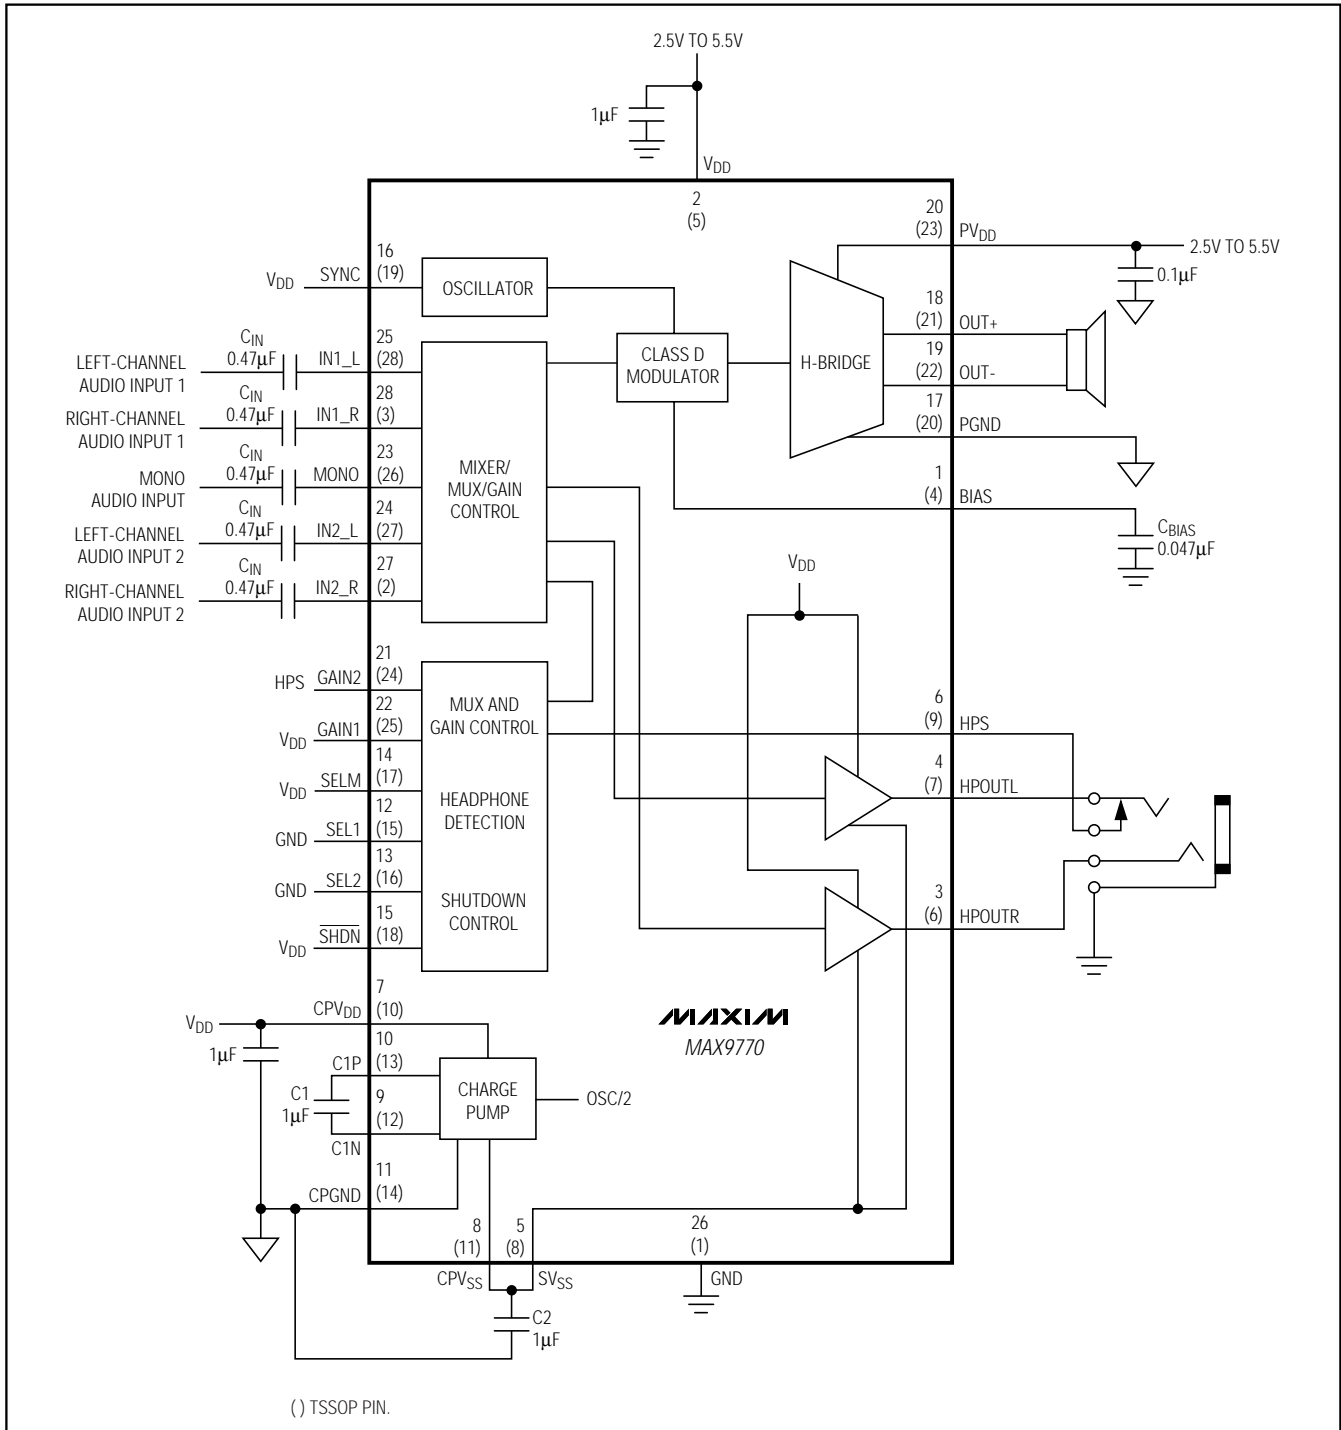 2.5V TO 5.5V
1μF
VDD
2
(5)
20
(23)
PVDD
2.5V TO 5.5V
0.1μF
16
(19)
VDD
SYNC
OSCILLATOR
18
(21)
OUT+
19
(22)
OUT-
17
(20)
PGND
CLASS D
MODULATOR
H-BRIDGE
LEFT-CHANNEL
AUDIO INPUT 1
CIN
0.47μF
IN1_L
25
(28)
RIGHT-CHANNEL
AUDIO INPUT 1
CIN
0.47μF
IN1_R
28
(3)
MONO
AUDIO INPUT
CIN
0.47μF
MONO
23
(26)
LEFT-CHANNEL
AUDIO INPUT 2
CIN
0.47μF
IN2_L
24
(27)
RIGHT-CHANNEL
AUDIO INPUT 2
CIN
0.47μF
IN2_R
27
(2)
MIXER/
MUX/GAIN
CONTROL
1
(4)
BIAS
CBIAS
0.047μF
VDD
HPS
GAIN2
21
(24)
VDD
GAIN1
22
(25)
VDD
SELM
14
(17)
GND
SEL1
12
(15)
GND
SEL2
13
(16)
VDD
SHDN
15
(18)
MUX AND
GAIN CONTROL
HEADPHONE
DETECTION
SHUTDOWN
CONTROL
6
(9)
HPS
4
(7)
HPOUTL
3
(6)
HPOUTR
MAXIM
MAX9770
VDD
1μF
CPVDD
7
(10)
C1P
10
(13)
C1
1μF
9
(12)
C1N
CHARGE
PUMP
OSC/2
11
(14)
CPGND
8
(11)
CPVSS
5
(8)
SVSS
26
(1)
GND
C2
1μF
( ) TSSOP PIN.